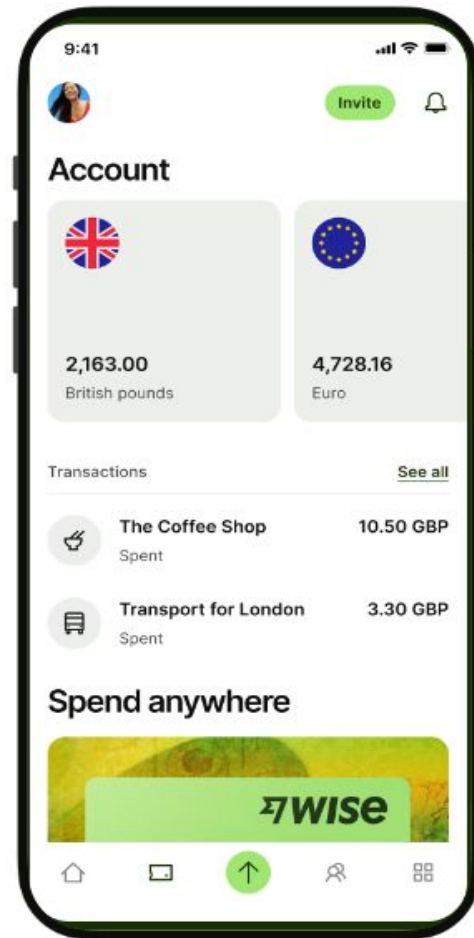 9:41
Invite
Account
2,163.00
British pounds
4,728.16
Euro
Transactions
See all
The Coffee Shop
10.50 GBP
Spent
Transport for London
3.30 GBP
Spent
Spend anywhere
WISE